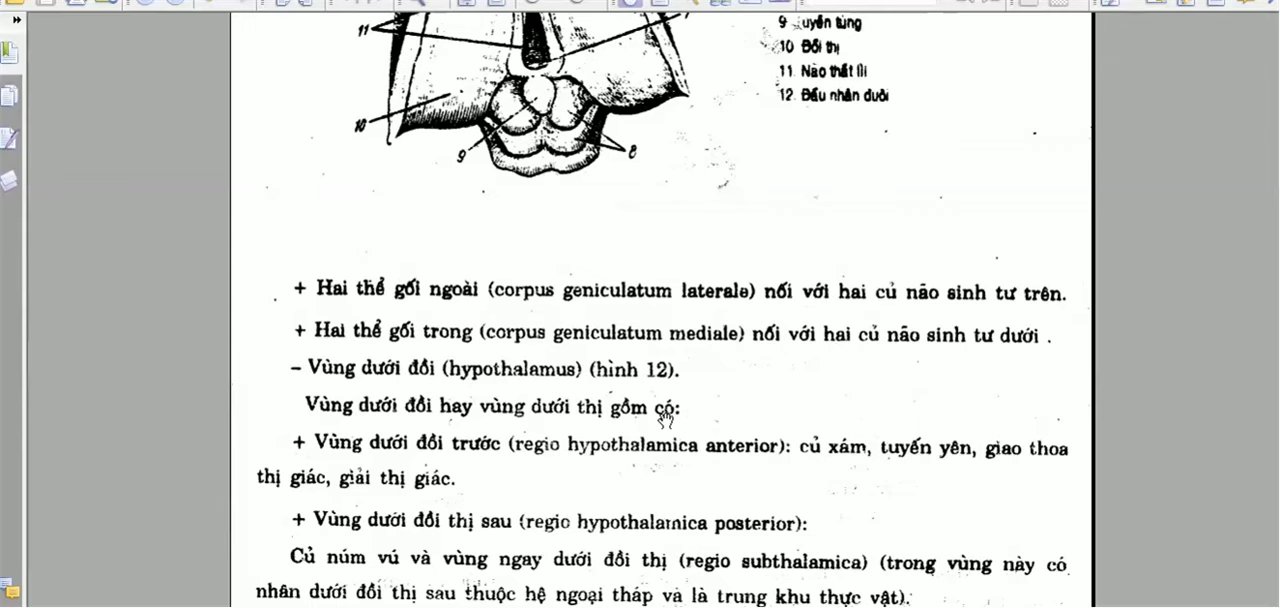 11
9 uyến tùng
10 Đồi thị
11. Não thất III
12. Đầu nhân đuôi
10
9
8
+ Hai thể gối ngoài (corpus geniculatum laterale) nối với hai củ não sinh tư trên.
+ Hai thể gối trong (corpus geniculatum mediale) nối với hai củ não sinh tư dưới .
– Vùng dưới đồi (hypothalamus) (hình 12).
Vùng dưới đồi hay vùng dưới thị gồm có:
+ Vùng dưới đồi trước (regio hypothalamica anterior): củ xám, tuyến yên, giao thoa
thị giác, giải thị giác.
+ Vùng dưới đồi thị sau (regio hypothalamica posterior):
Củ núm vú và vùng ngay dưới đồi thị (regio subthalamica) (trong vùng này có
nhân dưới đồi thị sau thuộc hệ ngoại tháp và là trung khu thực vật).